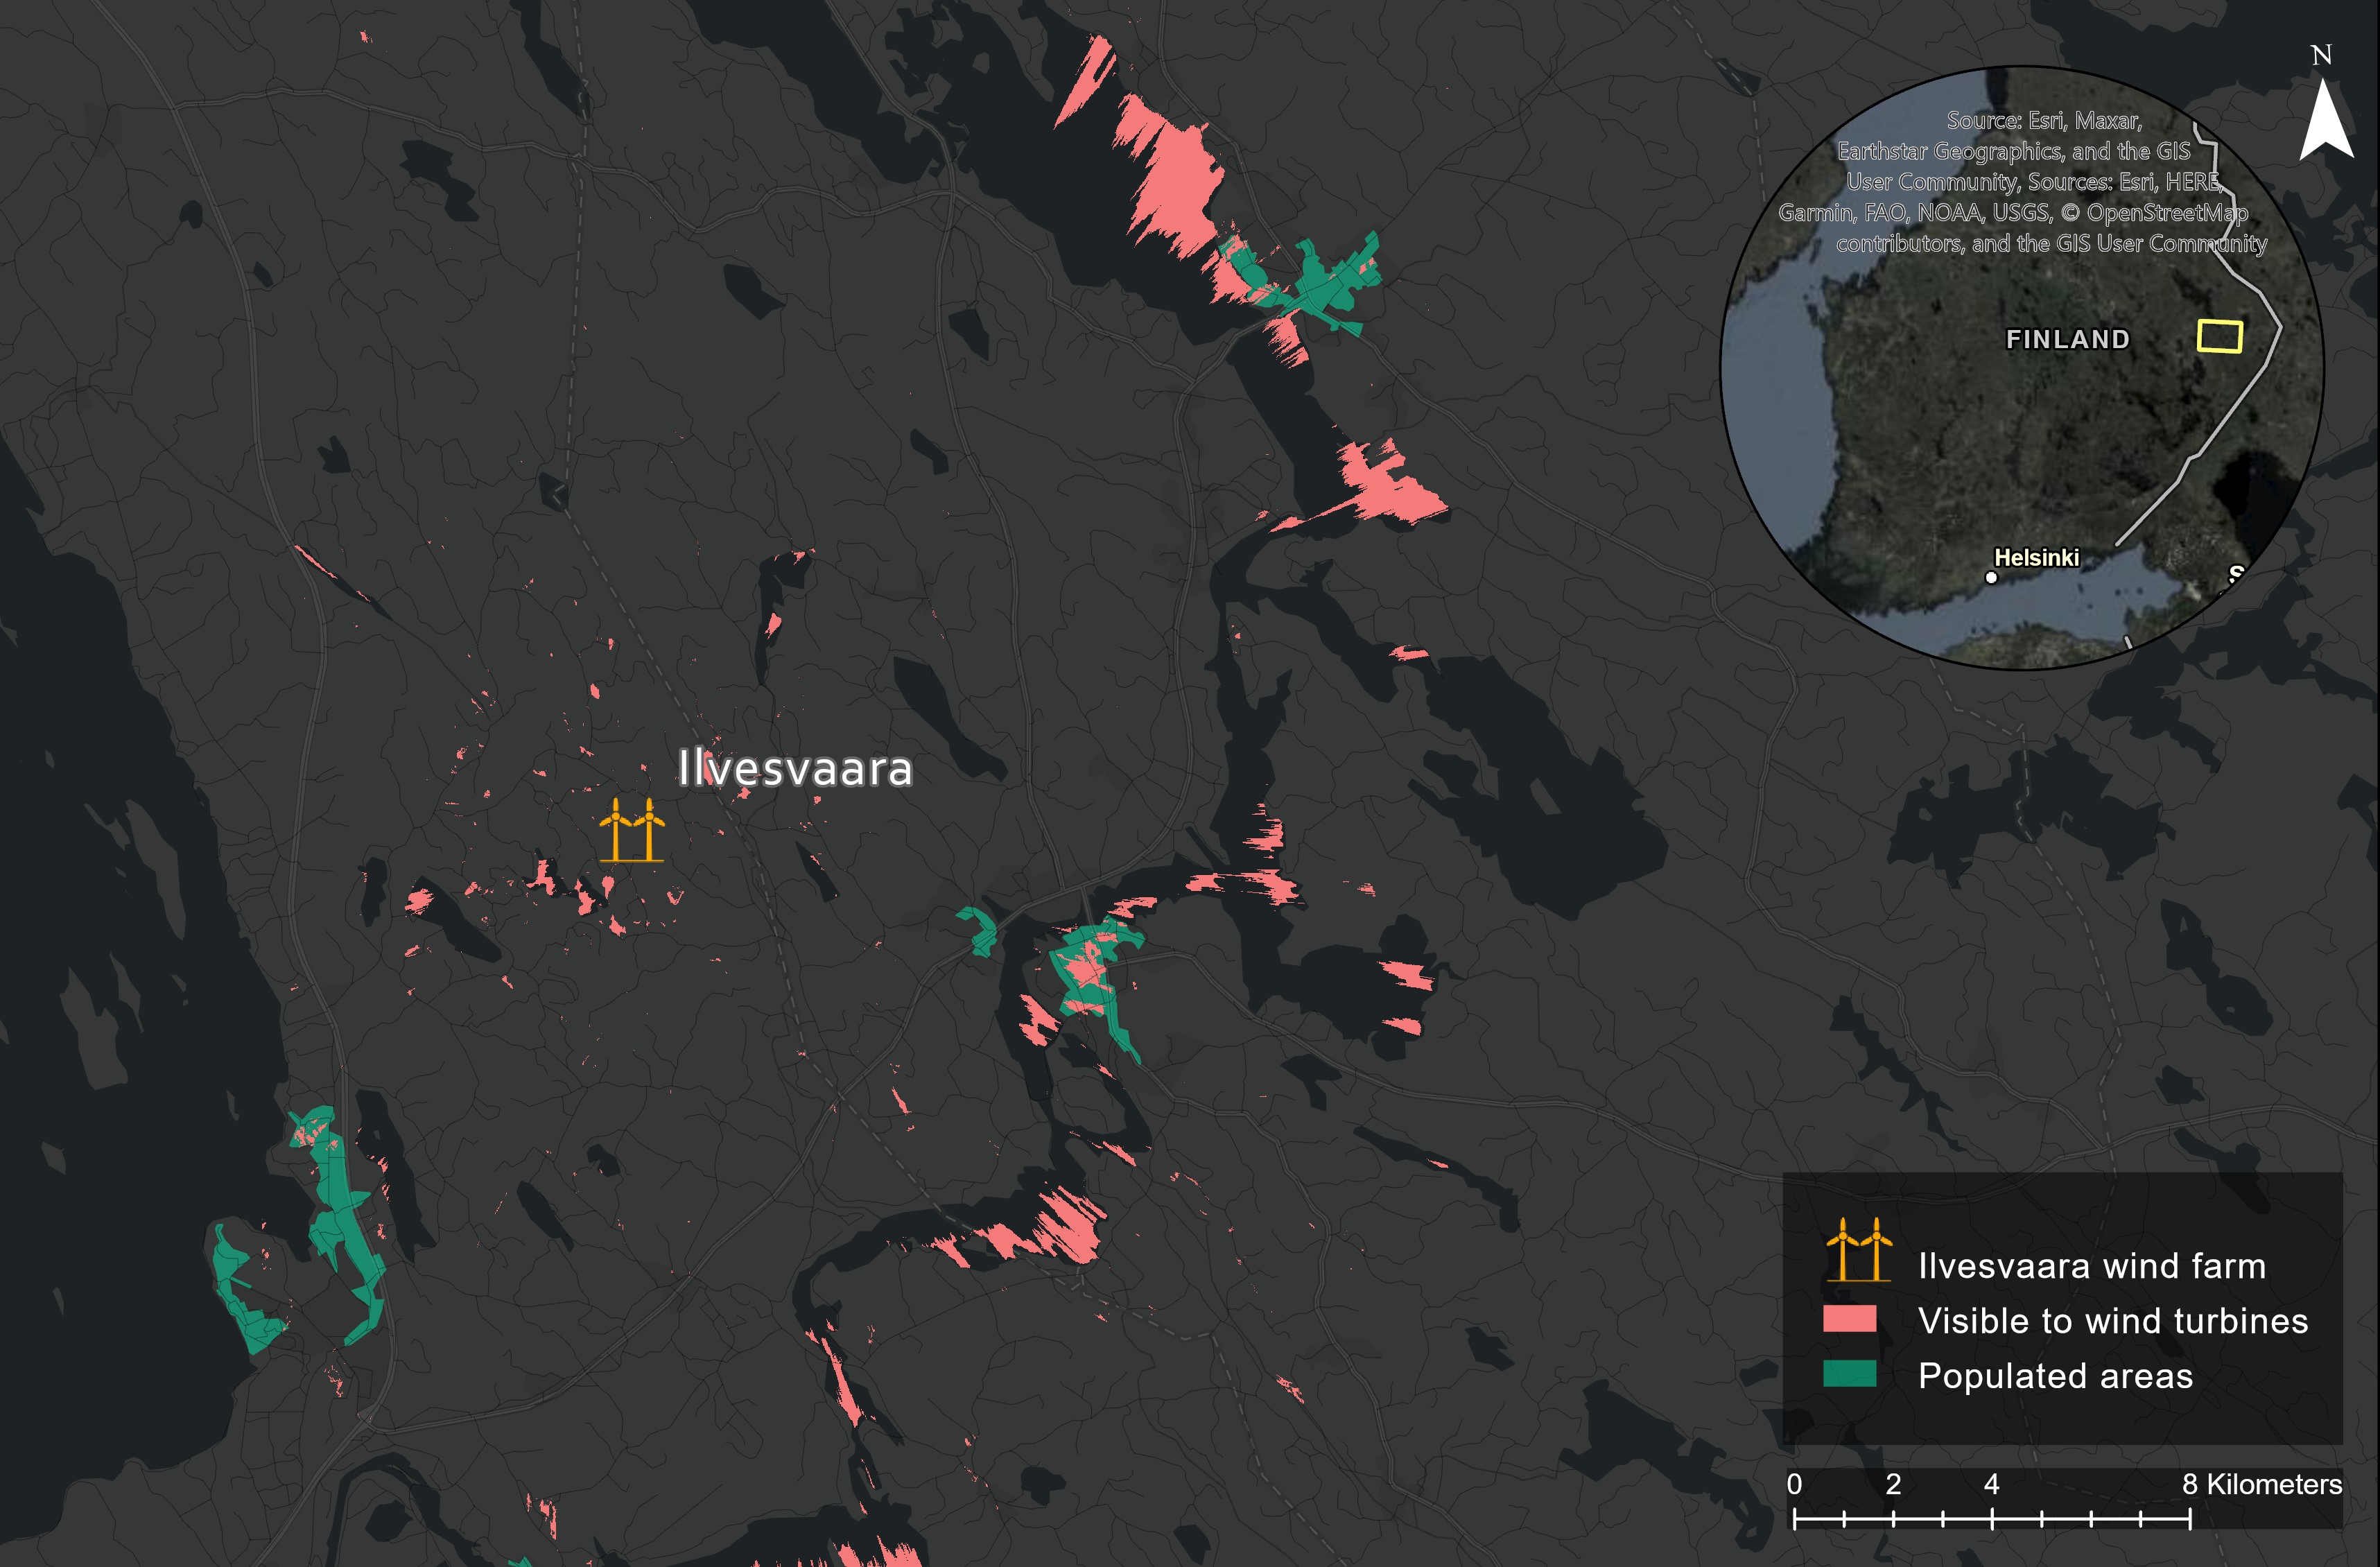 N
Source: Esri, Maxar,
Earthstar Geographics, and the GIS
User Community, Sources: Esri, HERE,
Garmin, FAO, NOAA, USGS, © OpenStreetMap
contributors, and the GIS User Community
FINLAND
Helsinki
S
Ilvesvaara
Ilvesvaara wind farm
Visible to wind turbines
Populated areas
0 2 4 8 Kilometers